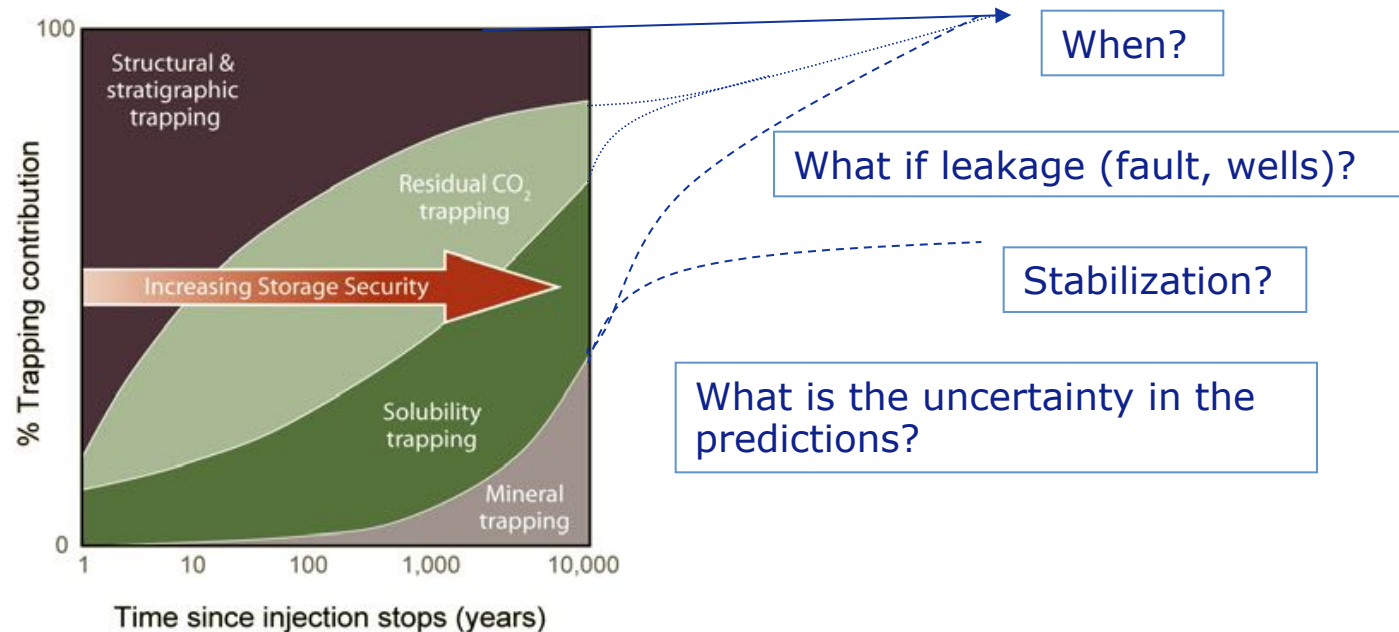 100
Structural &
stratigraphic
trapping
Residual CO₂
trapping
Increasing Storage Security
Solubility
trapping
Mineral
trapping
% Trapping contribution
0
1
10
100
1,000
10,000
Time since injection stops (years)
When?
What if leakage (fault, wells)?
Stabilization?
What is the uncertainty in the
predictions?